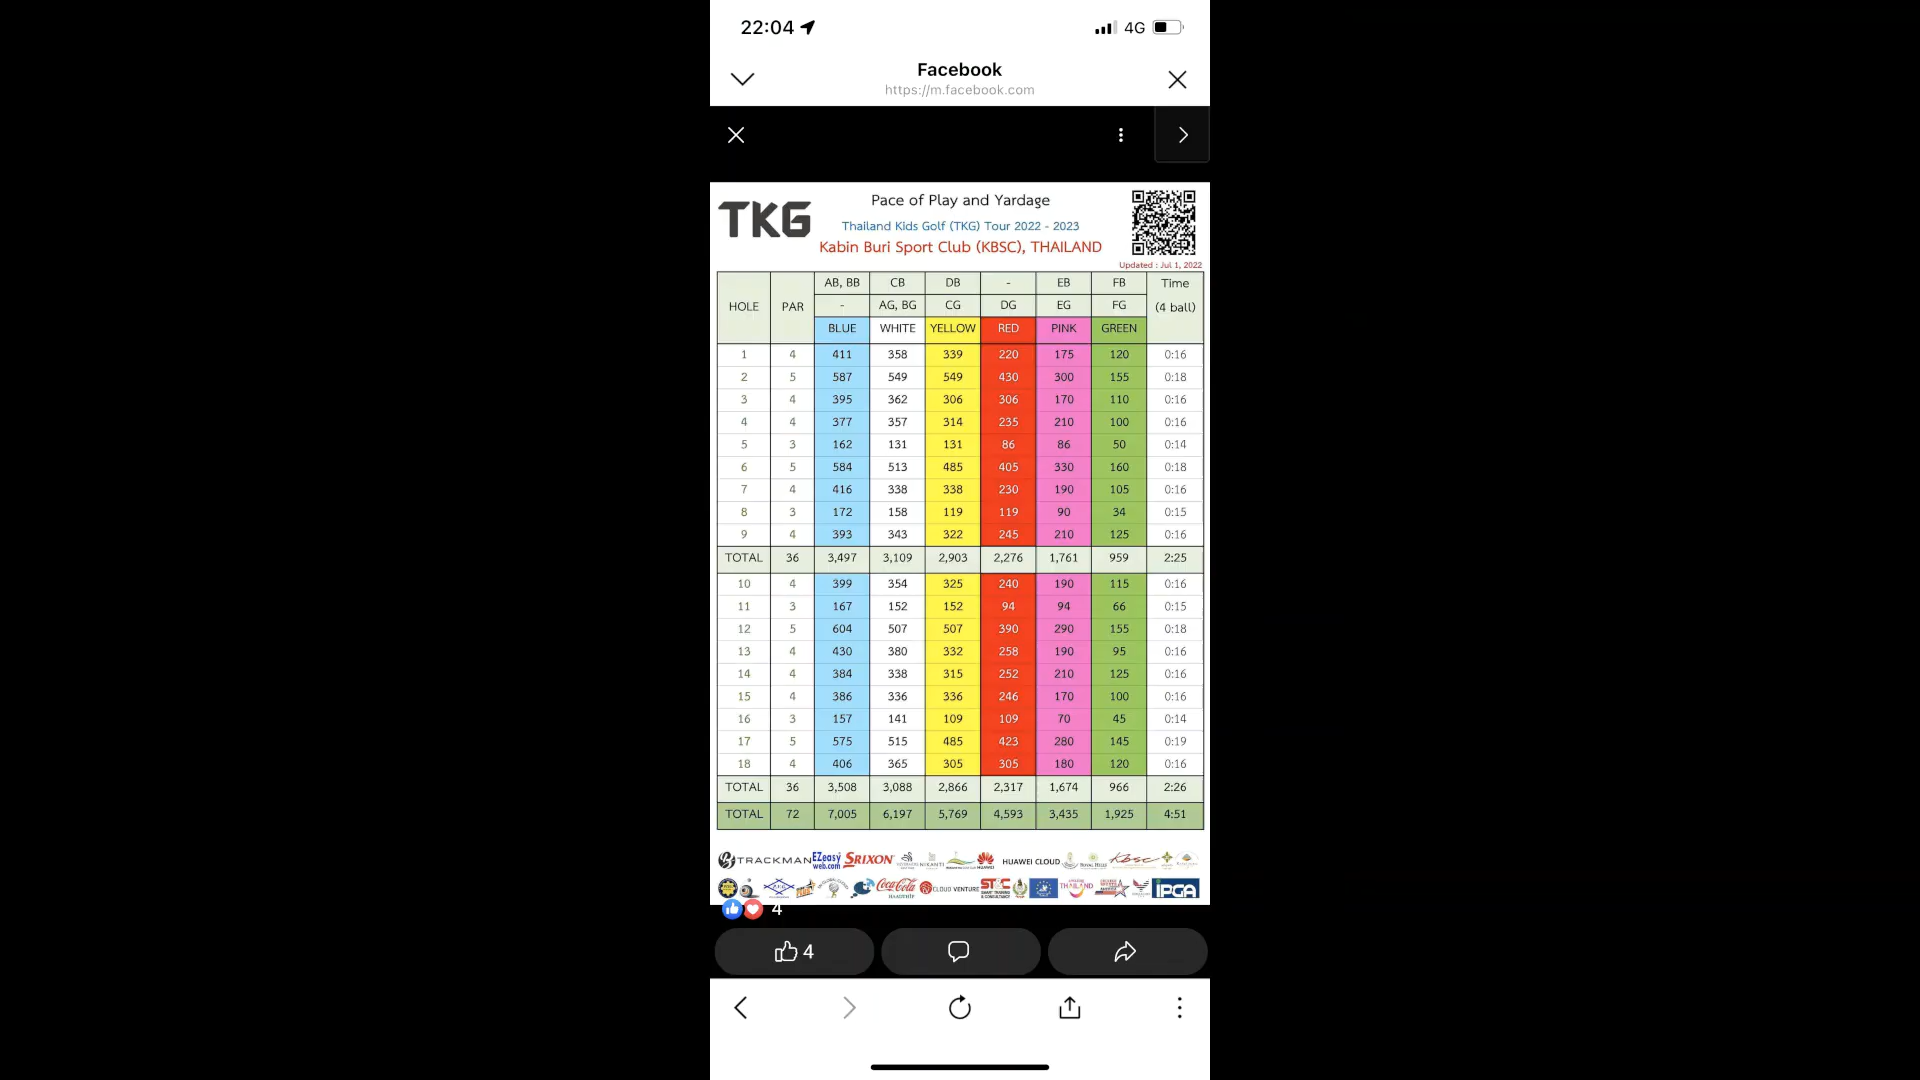 22:04
4G
Facebook
https://m.facebook.com
TKG
Pace of Play and Yardage
Thailand Kids Golf (TKG) Tour 2022 - 2023
Kabin Buri Sport Club (KBSC), THAILAND
Updated : Jul 1, 2022
HOLE PAR AB, BB CB DB - EB FB Time (4 ball)
- AG, BG CG DG EG FG
BLUE WHITE YELLOW RED PINK GREEN
1 4 411 358 339 220 175 120 0:16
2 5 587 549 549 430 300 155 0:18
3 4 395 362 306 306 170 110 0:16
4 4 377 357 314 235 210 100 0:16
5 3 162 131 131 86 86 50 0:14
6 5 584 513 485 405 330 160 0:18
7 4 416 338 338 230 190 105 0:16
8 3 172 158 119 119 90 34 0:15
9 4 393 343 322 245 210 125 0:16
TOTAL 36 3,497 3,109 2,903 2,276 1,761 959 2:25
10 4 399 354 325 240 190 115 0:16
11 3 167 152 152 94 94 66 0:15
12 5 604 507 507 390 290 155 0:18
13 4 430 380 332 258 190 95 0:16
14 4 384 338 315 252 210 125 0:16
15 4 386 336 336 246 170 100 0:16
16 3 157 141 109 109 70 45 0:14
17 5 575 515 485 423 280 145 0:19
18 4 406 365 305 305 180 120 0:16
TOTAL 36 3,508 3,088 2,866 2,317 1,674 966 2:26
TOTAL 72 7,005 6,197 5,769 4,593 3,435 1,925 4:51
TRACKMAN EZeasy web.com SRIXON HUAWEI HUAWEI CLOUD Kbsc
Coca-Cola HAADTHIP CLOUD VENTURE THAILAND IPGA
4
4